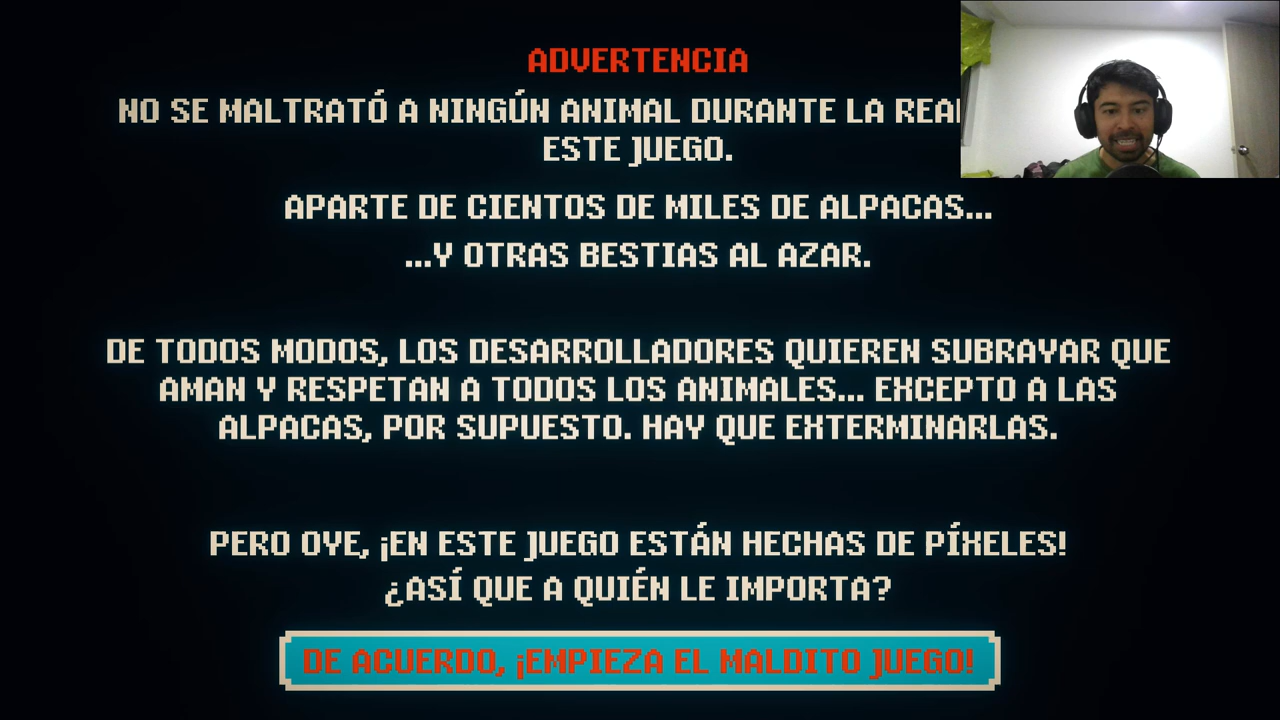 ADVERTENCIA
NO SE MALTRATÓ A NINGÚN ANIMAL DURANTE LA
ESTE JUEGO.
APARTE DE CIENTOS DE MILES DE ALPACAS...
...Y OTRAS BESTIAS AL AZAR.
DE TODOS MODOS, LOS DESARROLLADORES QUIEREN SUBRAYAR QUE
AMAN Y RESPETAN A TODOS LOS ANIMALES... EXCEPTO A LAS
ALPACAS, POR SUPUESTO. HAY QUE EXTERMINARLAS.
PERO OYE, ¡EN ESTE JUEGO ESTÁN HECHAS DE PÍXELES!
¿ASÍ QUE A QUIÉN LE IMPORTA?
DE ACUERDO, ¡EMPIEZA EL MALDITO JUEGO!